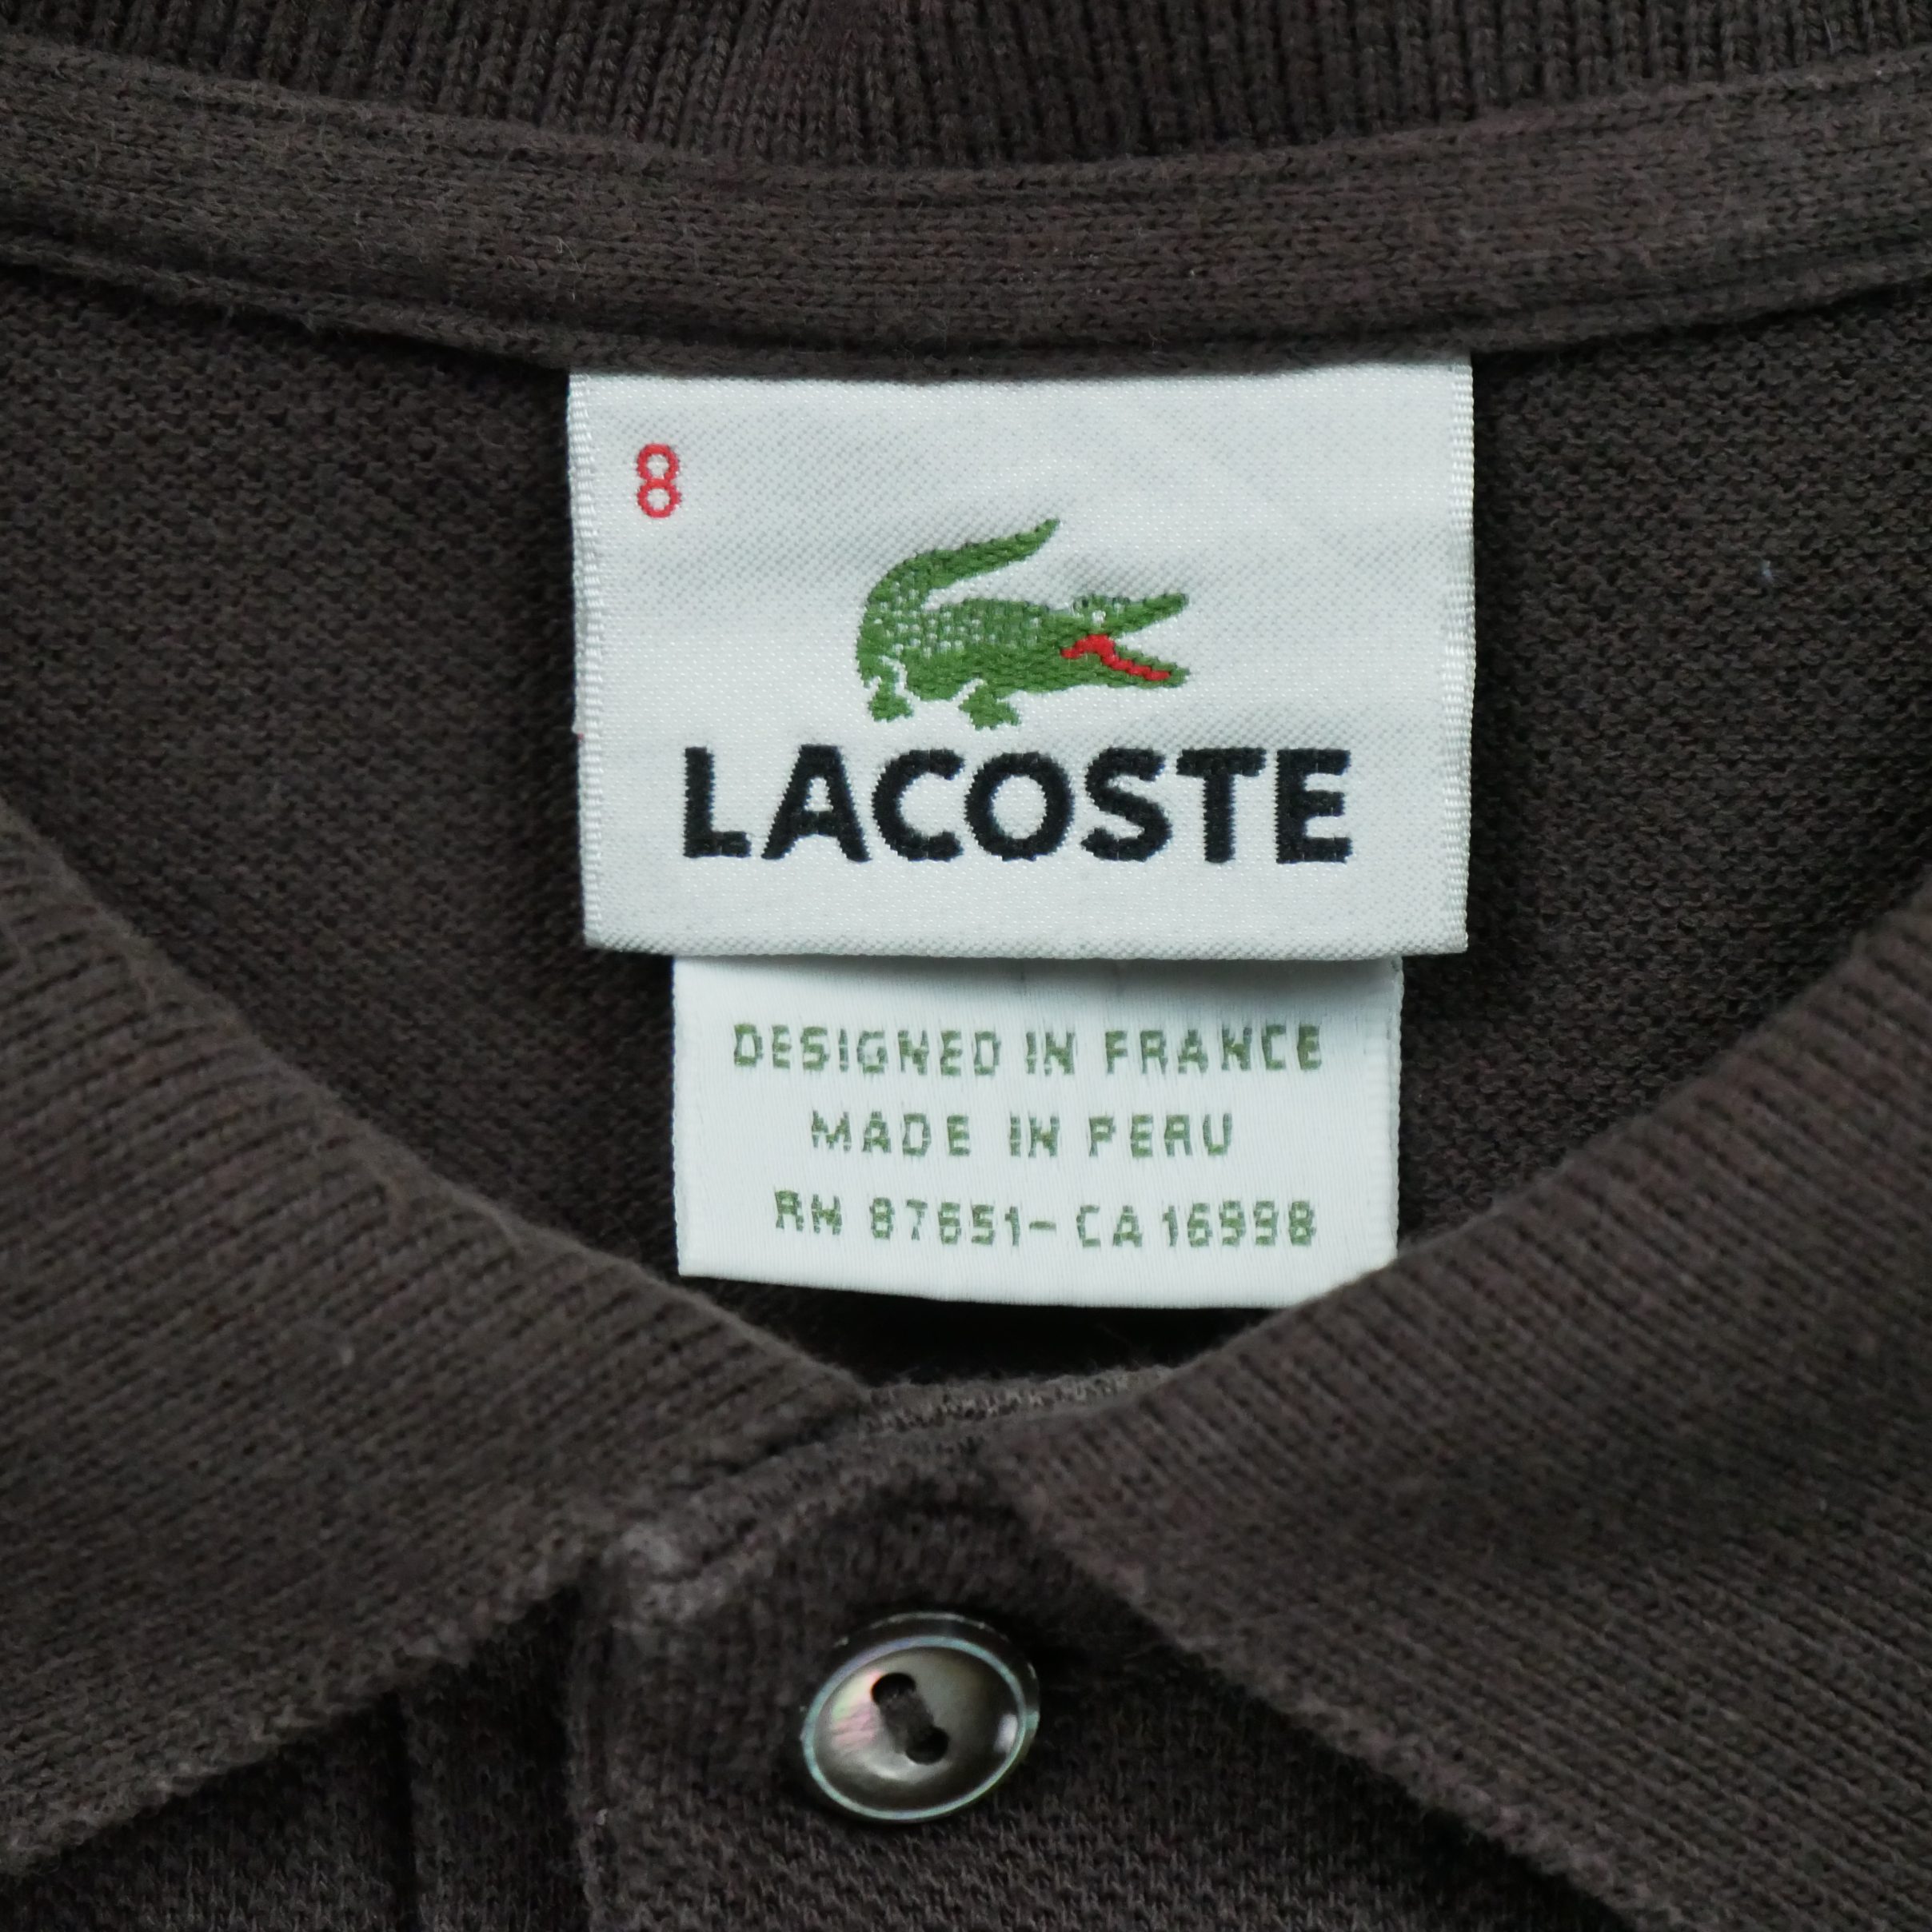 8
LACOSTE
DESIGNED IN FRANCE
MADE IN PERU
RN 87651- CA 16998